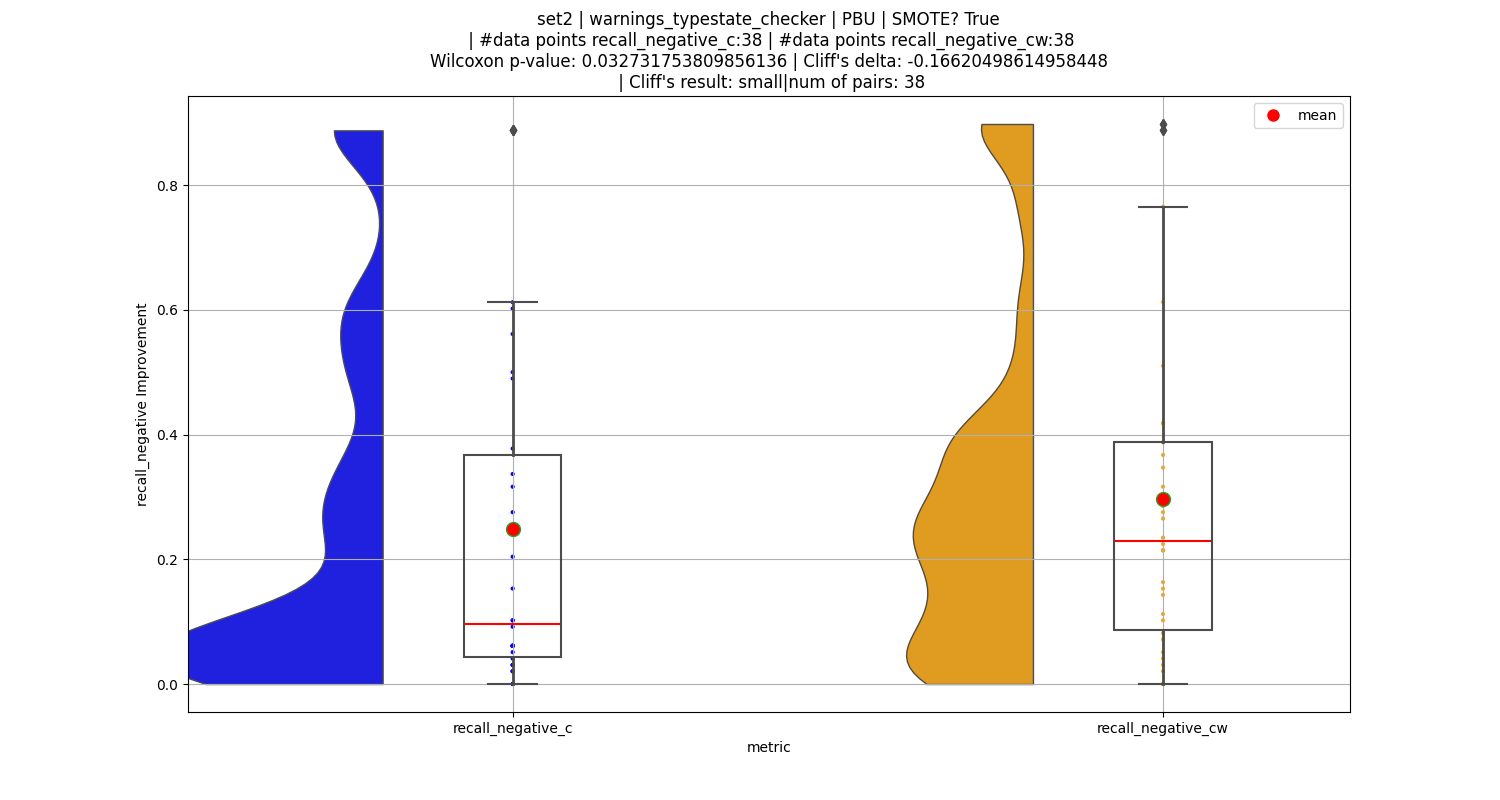 set2 | warnings_typestate_checker | PBU | SMOTE? True
| #data points recall_negative_c:38 | #data points recall_negative_cw:38
Wilcoxon p-value: 0.032731753809856136 | Cliff's delta: -0.16620498614958448
| Cliff's result: small|num of pairs: 38
mean
recall_negative Improvement
0.8
0.6
0.4
0.2
0.0
recall_negative_c
recall_negative_cw
metric